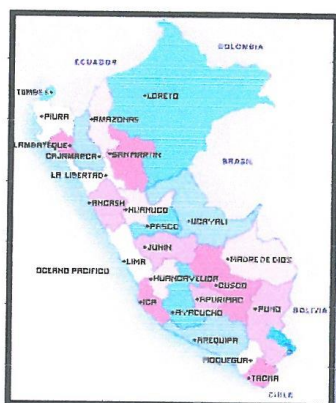 COLOMBIA
ECUADOR
TUMBES
LORETO
PIURA
AMAZONAS
LAMBAYEQUE
CAJAMARCA
SAN MARTIN
BRASIL
LA LIBERTAD
ANCASH
HUANUCO
UCAYALI
PASCO
JUNIN
OCEANO PACIFICO
LIMA
MADRE DE DIOS
HUANCAVELICA
CUSCO
ICA
APURIMAC
PUNO
BOLIVIA
AYACUCHO
AREQUIPA
MOQUEGUA
TACNA
CHILE